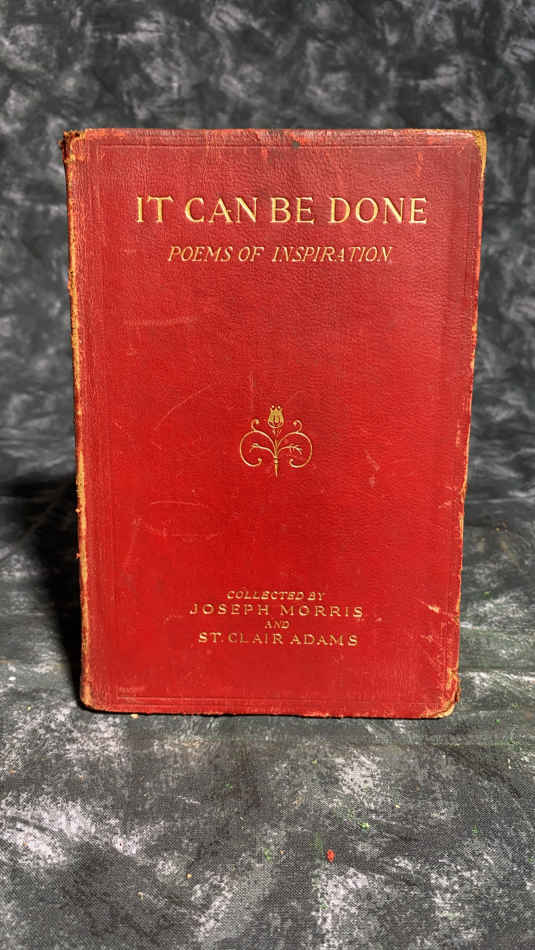 IT CAN BE DONE
POEMS OF INSPIRATION
COLLECTED BY
JOSEPH MORRIS
AND
ST. CLAIR ADAMS